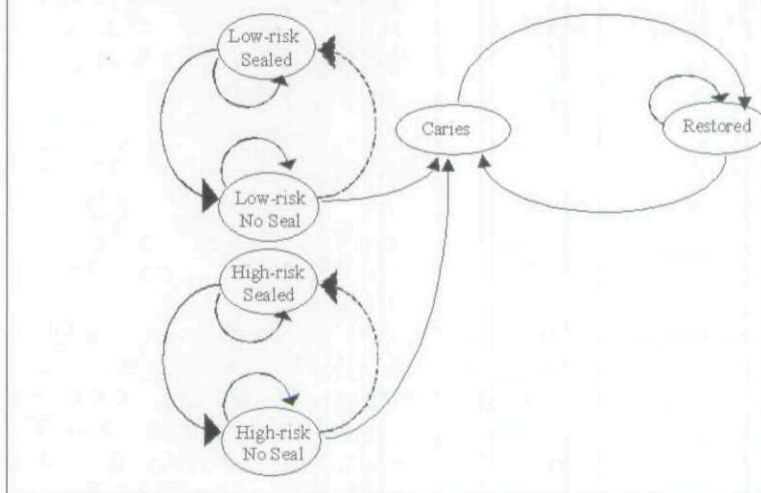 Low-risk
Sealed
Caries
Restored
Low-risk
No Seal
High-risk
Sealed
High-risk
No Seal